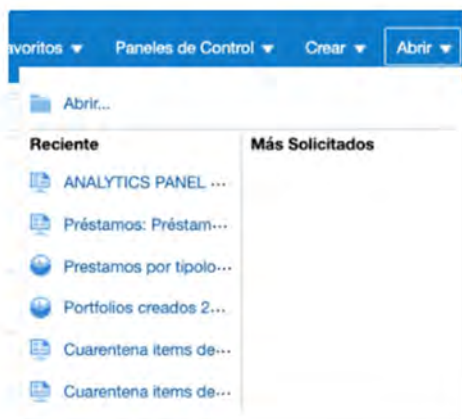 avoritos Paneles de Control Crear Abrir
Abrir...
Reciente Más Solicitados
ANALYTICS PANEL ...
Préstamos: Préstam...
Prestamos por tipolo...
Portfolios creados 2...
Cuarentena items de...
Cuarentena items de...